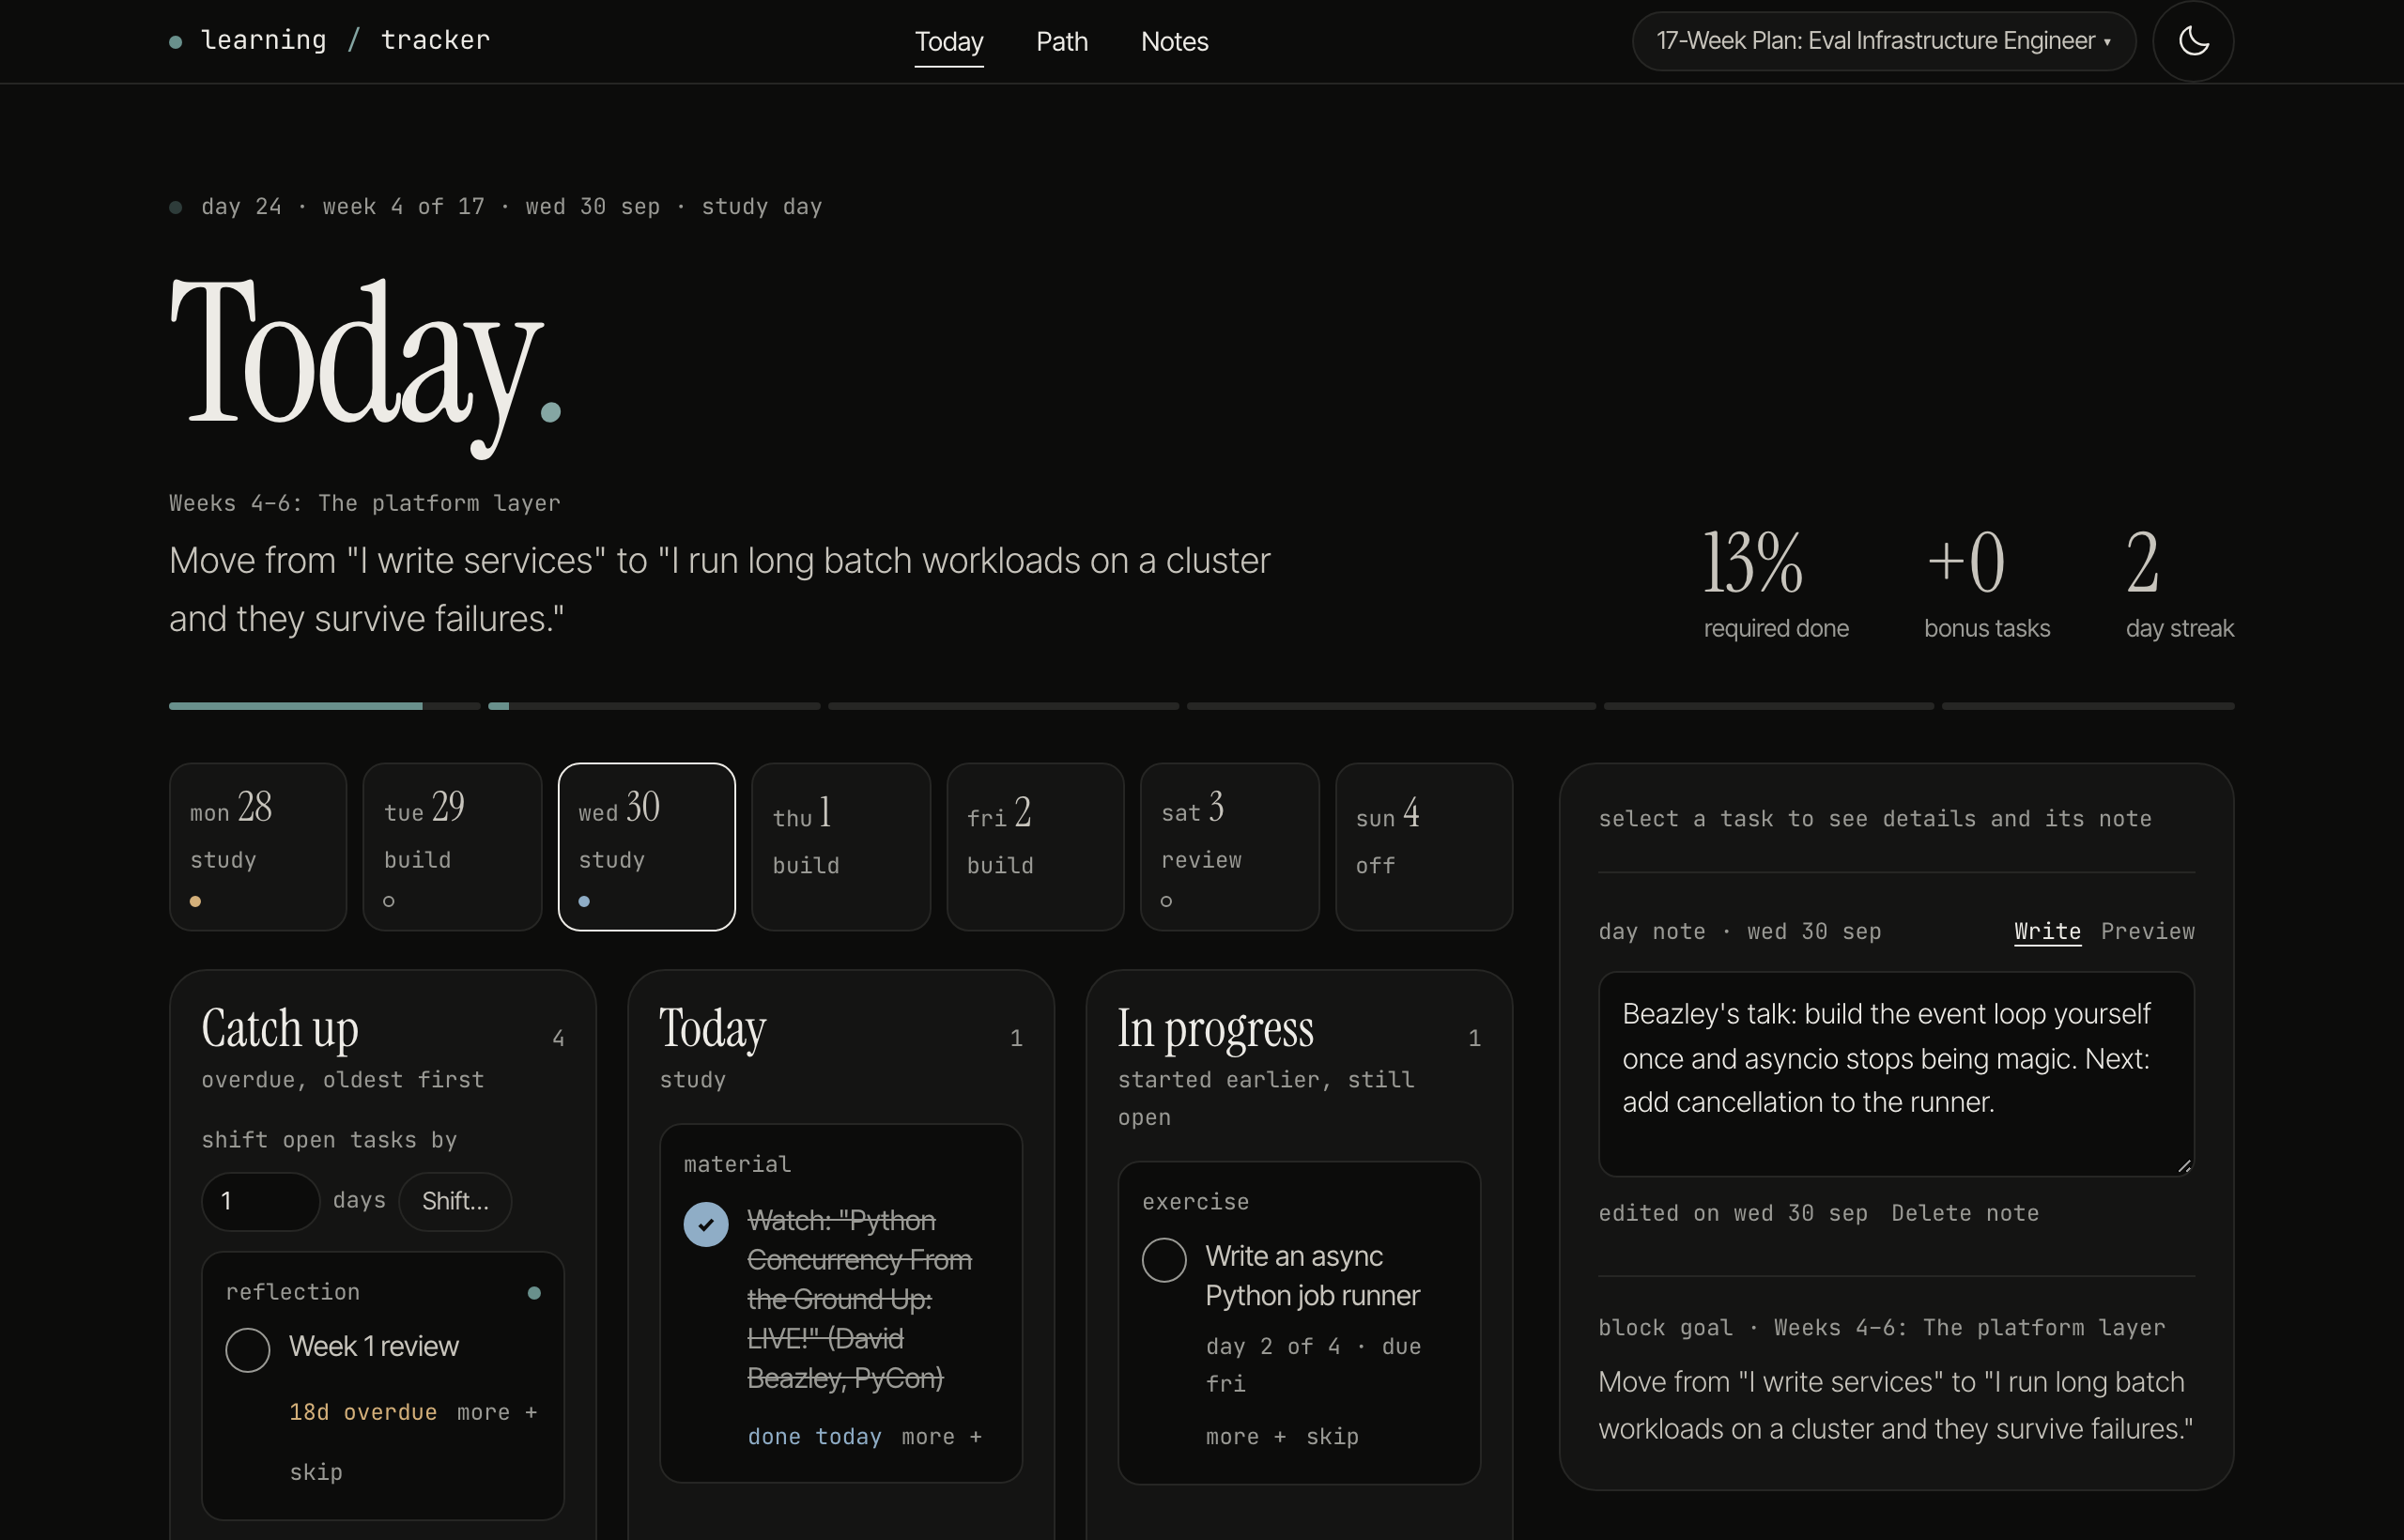 learning / tracker
Today
Path
Notes
17-Week Plan: Eval Infrastructure Engineer ▾
day 24 · week 4 of 17 · wed 30 sep · study day
Today.
Weeks 4–6: The platform layer
Move from "I write services" to "I run long batch workloads on a cluster
and they survive failures."
13%
required done
+0
bonus tasks
2
day streak
mon 28
study
tue 29
build
wed 30
study
thu 1
build
fri 2
build
sat 3
review
sun 4
off
Catch up
4
overdue, oldest first
shift open tasks by
1 days Shift…
reflection
Week 1 review
18d overdue more +
skip
Today
1
study
material
Watch: "Python
Concurrency From
the Ground Up:
LIVE!" (David
Beazley, PyCon)
done today more +
In progress
1
started earlier, still
open
exercise
Write an async
Python job runner
day 2 of 4 · due
fri
more + skip
select a task to see details and its note
day note · wed 30 sep
Write Preview
Beazley's talk: build the event loop yourself
once and asyncio stops being magic. Next:
add cancellation to the runner.
edited on wed 30 sep Delete note
block goal · Weeks 4–6: The platform layer
Move from "I write services" to "I run long batch
workloads on a cluster and they survive failures."